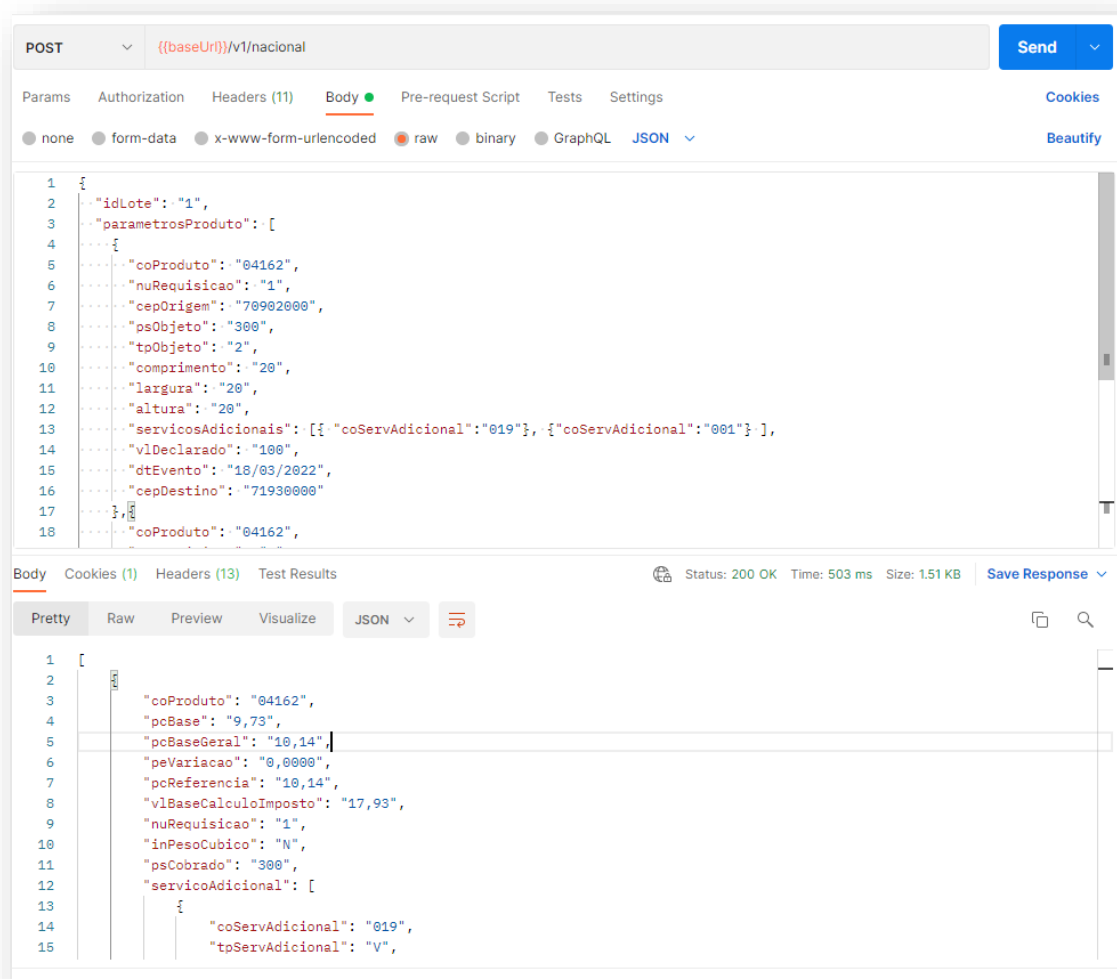 POST {{baseUrl}}/v1/nacional Send
Params Authorization Headers (11) Body Pre-request Script Tests Settings Cookies
none form-data x-www-form-urlencoded raw binary GraphQL JSON Beautify
1 {
2 "idLote": "1",
3 "parametrosProduto": [
4 {
5 "coProduto": "04162",
6 "nuRequisicao": "1",
7 "cepOrigem": "70902000",
8 "psObjeto": "300",
9 "tpObjeto": "2",
10 "comprimento": "20",
11 "largura": "20",
12 "altura": "20",
13 "servicosAdicionais": [{ "coServAdicional":"019"}, {"coServAdicional":"001"} ],
14 "vlDeclarado": "100",
15 "dtEvento": "18/03/2022",
16 "cepDestino": "71930000"
17 },{
18 "coProduto": "04162",
Body Cookies (1) Headers (13) Test Results Status: 200 OK Time: 503 ms Size: 1.51 KB Save Response
Pretty Raw Preview Visualize JSON
1 [
2 {
3 "coProduto": "04162",
4 "pcBase": "9,73",
5 "pcBaseGeral": "10,14",
6 "peVariacao": "0,0000",
7 "pcReferencia": "10,14",
8 "vlBaseCalculoImposto": "17,93",
9 "nuRequisicao": "1",
10 "inPesoCubico": "N",
11 "psCobrado": "300",
12 "servicoAdicional": [
13 {
14 "coServAdicional": "019",
15 "tpServAdicional": "V",